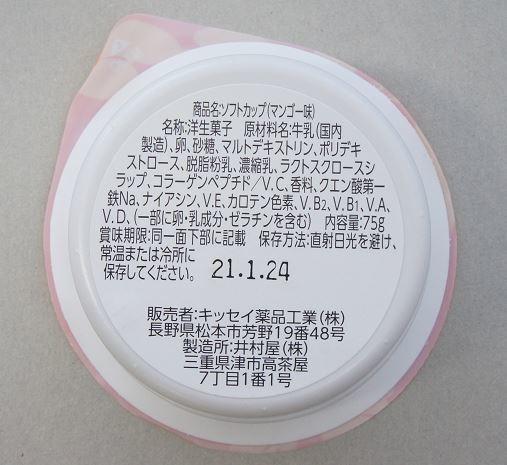 商品名:ソフトカップ(マンゴー味)
名称:洋生菓子　原材料名:牛乳(国内
製造)、卵、砂糖、マルトデキストリン、ポリデキ
ストロース、脱脂粉乳、濃縮乳、ラクトスクロースシ
ラップ、コラーゲンペプチド/V.C、香料、クエン酸第一
鉄Na、ナイアシン、V.E、カロテン色素、V.B2、V.B1、V.A、
V.D、(一部に卵・乳成分・ゼラチンを含む)　内容量:75g
賞味期限:同一面下部に記載　保存方法:直射日光を避け、
常温または冷所に
保存してください。 21.1.24
販売者:キッセイ薬品工業(株)
長野県松本市芳野19番48号
製造所:井村屋(株)
三重県津市高茶屋
7丁目1番1号